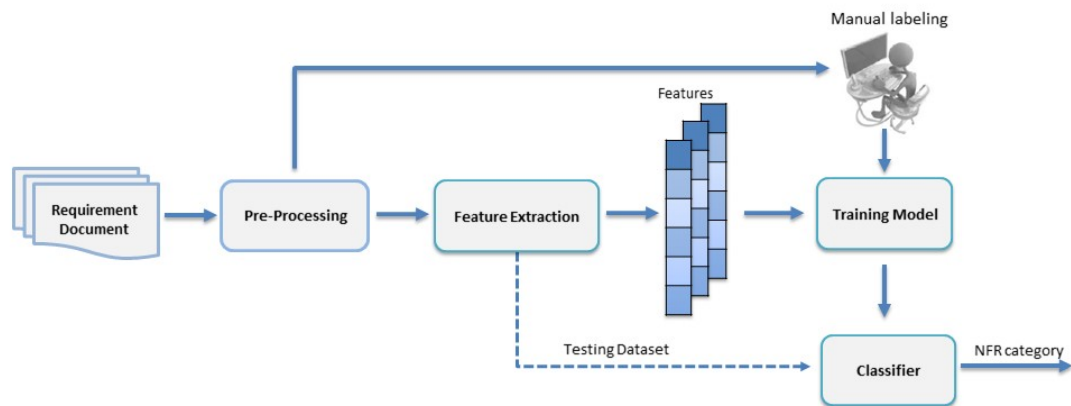 Manual labeling
Features
Requirement
Document
Pre-Processing
Feature Extraction
Training Model
Testing Dataset
Classifier
NFR category